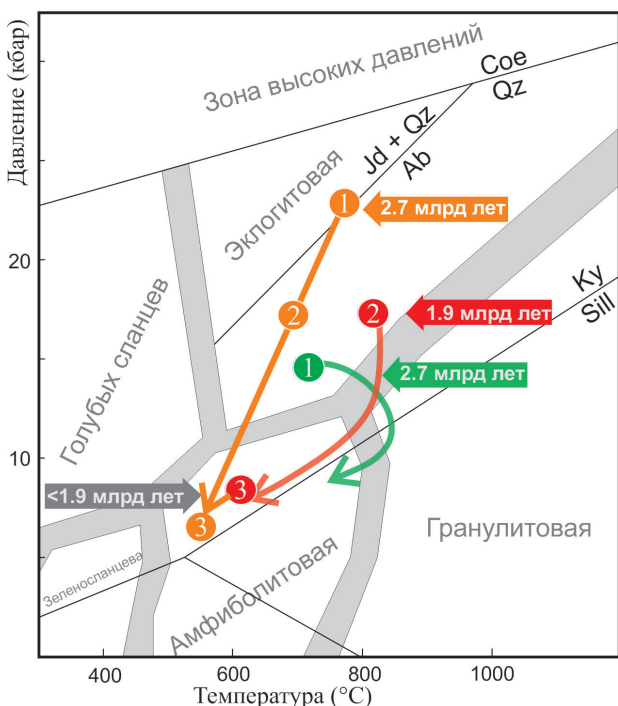 Давление (кбар)
Зона высоких давлений
Coe
Qz
Jd + Qz
Ab
Эклогитовая
1
2.7 млрд лет
20
2
2
1.9 млрд лет
Ky
Sill
1
2.7 млрд лет
Голубых сланцев
10
<1.9 млрд лет
3
3
Гранулитовая
Зеленосланцева
Амфиболитовая
400
600
800
1000
Температура (°C)